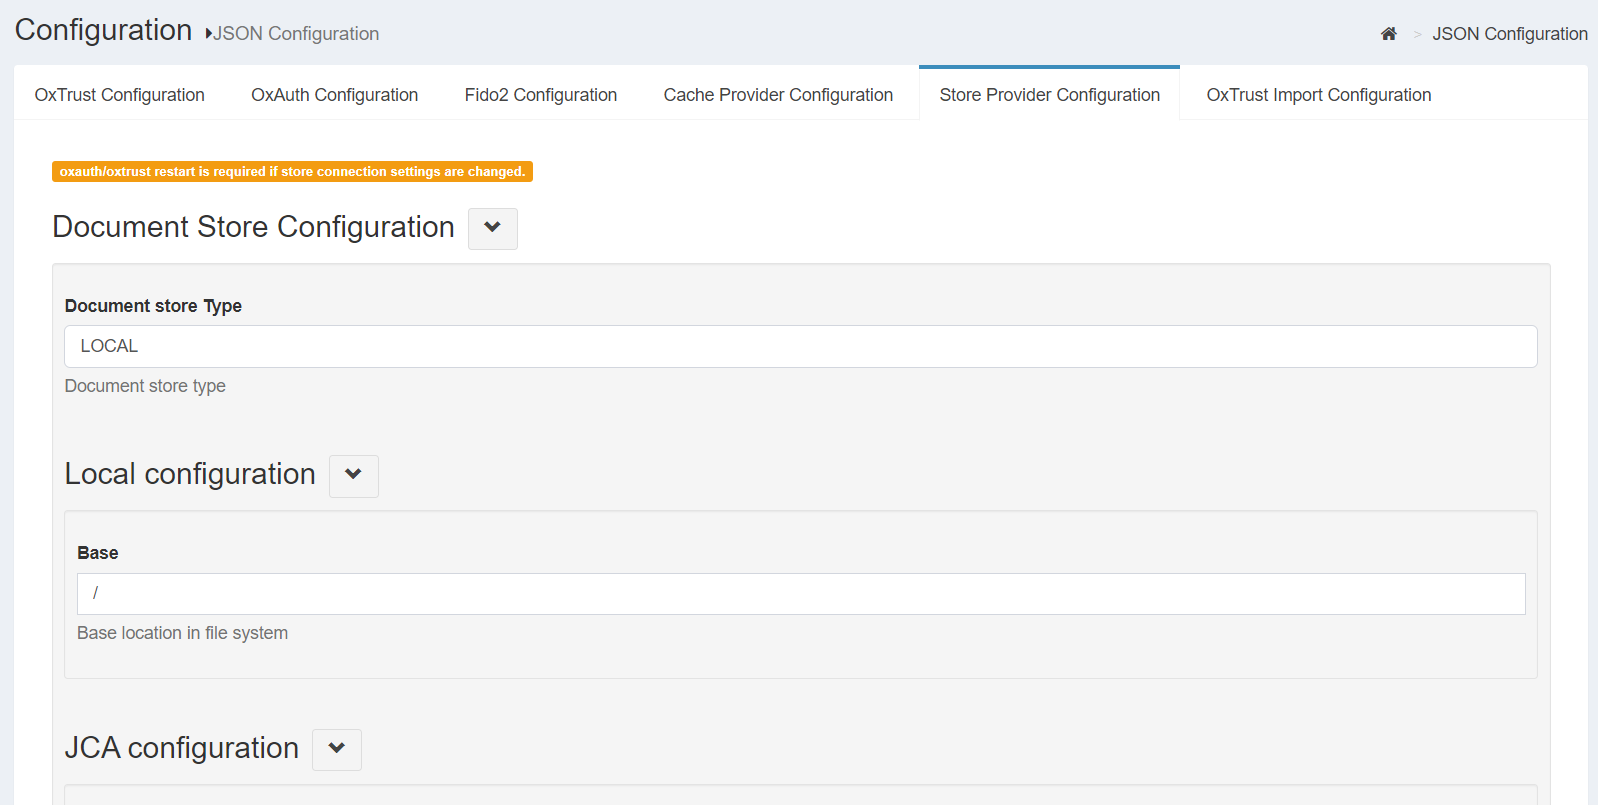 Configuration JSON Configuration
> JSON Configuration
OxTrust Configuration OxAuth Configuration Fido2 Configuration Cache Provider Configuration Store Provider Configuration OxTrust Import Configuration
oxauth/oxtrust restart is required if store connection settings are changed.
Document Store Configuration
Document store Type
LOCAL
Document store type
Local configuration
Base
/
Base location in file system
JCA configuration